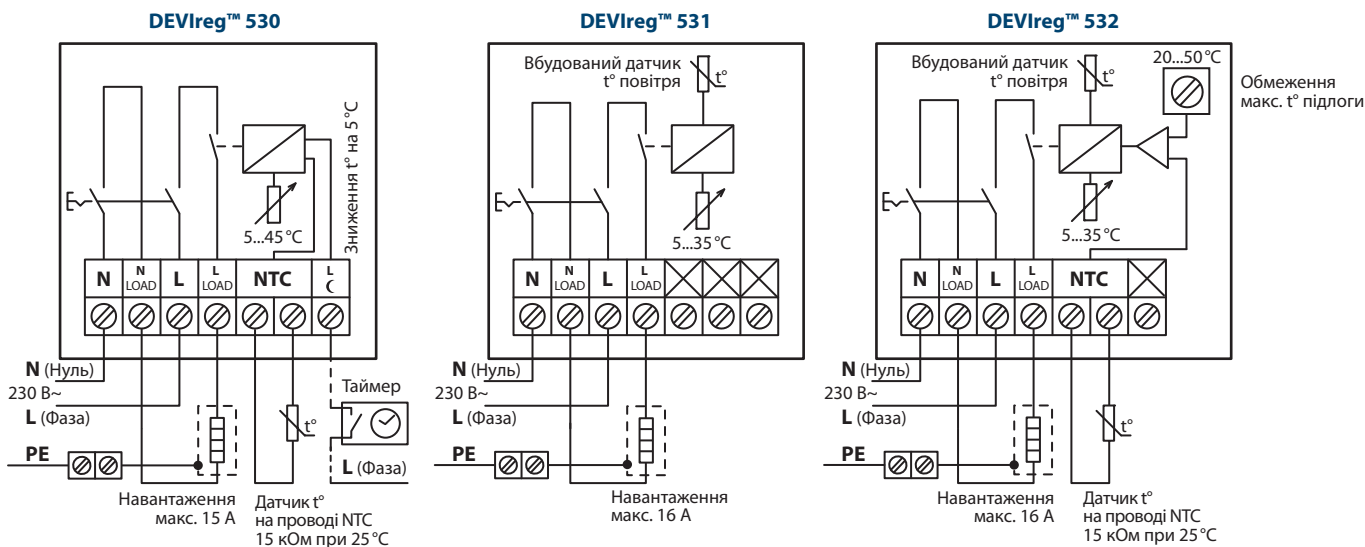 DEVIreg™ 530
Зниження t° на 5 °C
5...45 °C
N
N
LOAD
L
L
LOAD
NTC
L
☾
N (Нуль)
230 В~
L (Фаза)
PE
Таймер
t°
L (Фаза)
Навантаження
макс. 15 А
Датчик t°
на проводі NTC
15 кОм при 25 °C
DEVIreg™ 531
Вбудований датчик
t° повітря
t°
5...35 °C
N
N
LOAD
L
L
LOAD
N (Нуль)
230 В~
L (Фаза)
PE
Навантаження
макс. 16 А
DEVIreg™ 532
Вбудований датчик
t° повітря
t°
20...50 °C
Обмеження
макс. t° підлоги
5...35 °C
N
N
LOAD
L
L
LOAD
NTC
N (Нуль)
230 В~
L (Фаза)
PE
t°
Навантаження
макс. 16 А
Датчик t°
на проводі NTC
15 кОм при 25 °C